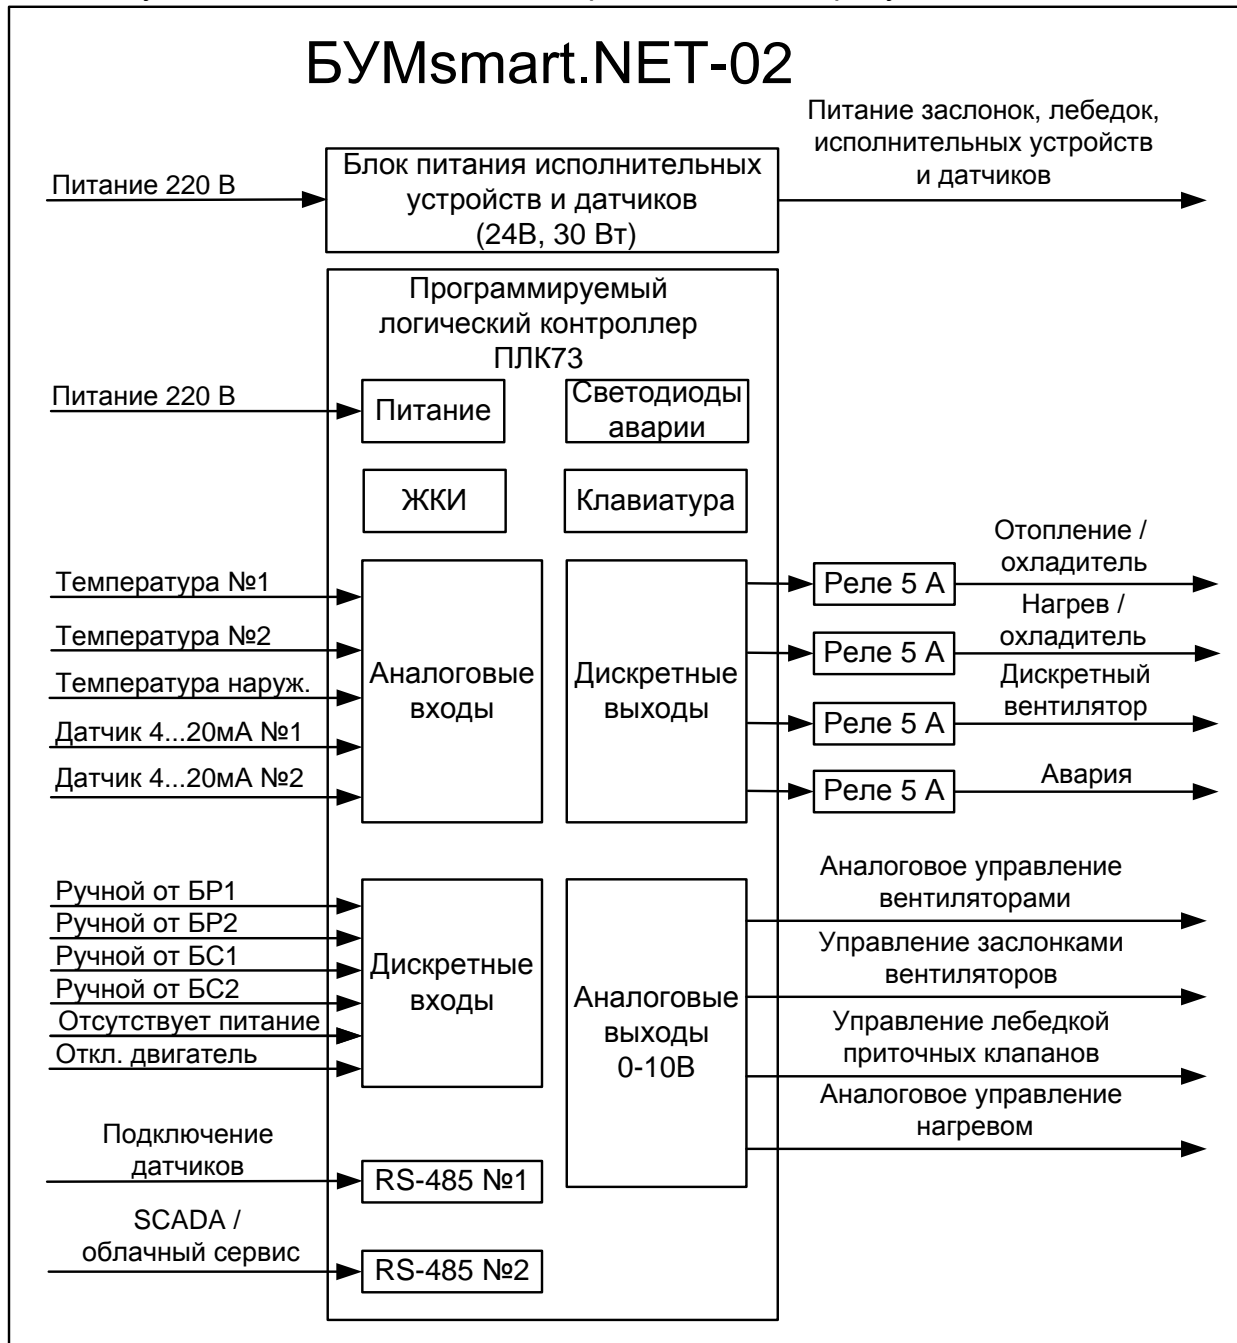 БУМsmart.NET-02
Питание заслонок, лебедок,
исполнительных устройств
и датчиков
Питание 220 В
Блок питания исполнительных
устройств и датчиков
(24В, 30 Вт)
Программируемый
логический контроллер
ПЛК73
Питание 220 В
Питание
Светодиоды
аварии
ЖКИ
Клавиатура
Температура №1
Температура №2
Температура наруж.
Датчик 4...20мА №1
Датчик 4...20мА №2
Аналоговые
входы
Дискретные
выходы
Реле 5 А
Реле 5 А
Реле 5 А
Реле 5 А
Отопление /
охладитель
Нагрев /
охладитель
Дискретный
вентилятор
Авария
Ручной от БР1
Ручной от БР2
Ручной от БС1
Ручной от БС2
Отсутствует питание
Откл. двигатель
Дискретные
входы
Аналоговые
выходы
0-10В
Аналоговое управление
вентиляторами
Управление заслонками
вентиляторов
Управление лебедкой
приточных клапанов
Аналоговое управление
нагревом
Подключение
датчиков
RS-485 №1
SCADA /
облачный сервис
RS-485 №2